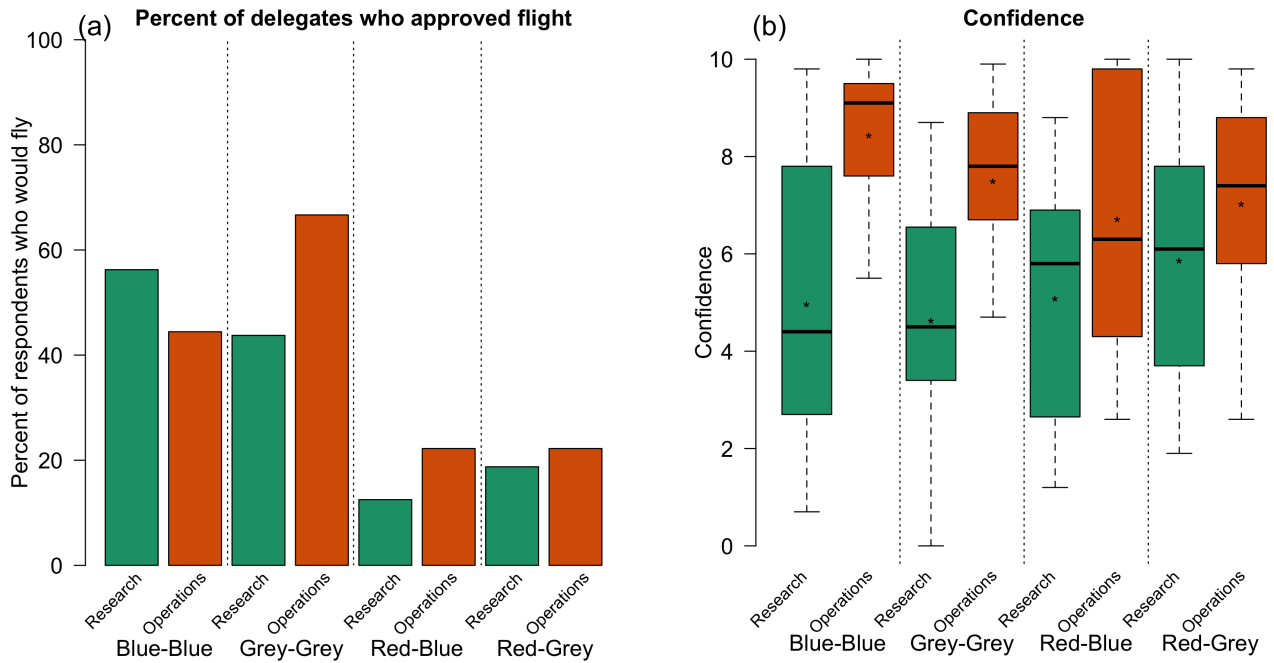 (a)
Percent of delegates who approved flight
Percent of respondents who would fly
100
80
60
40
20
0
Research
Operations
Research
Operations
Research
Operations
Research
Operations
Blue-Blue
Grey-Grey
Red-Blue
Red-Grey
(b)
Confidence
Confidence
10
8
6
4
2
0
Research
Operations
Research
Operations
Research
Operations
Research
Operations
Blue-Blue
Grey-Grey
Red-Blue
Red-Grey